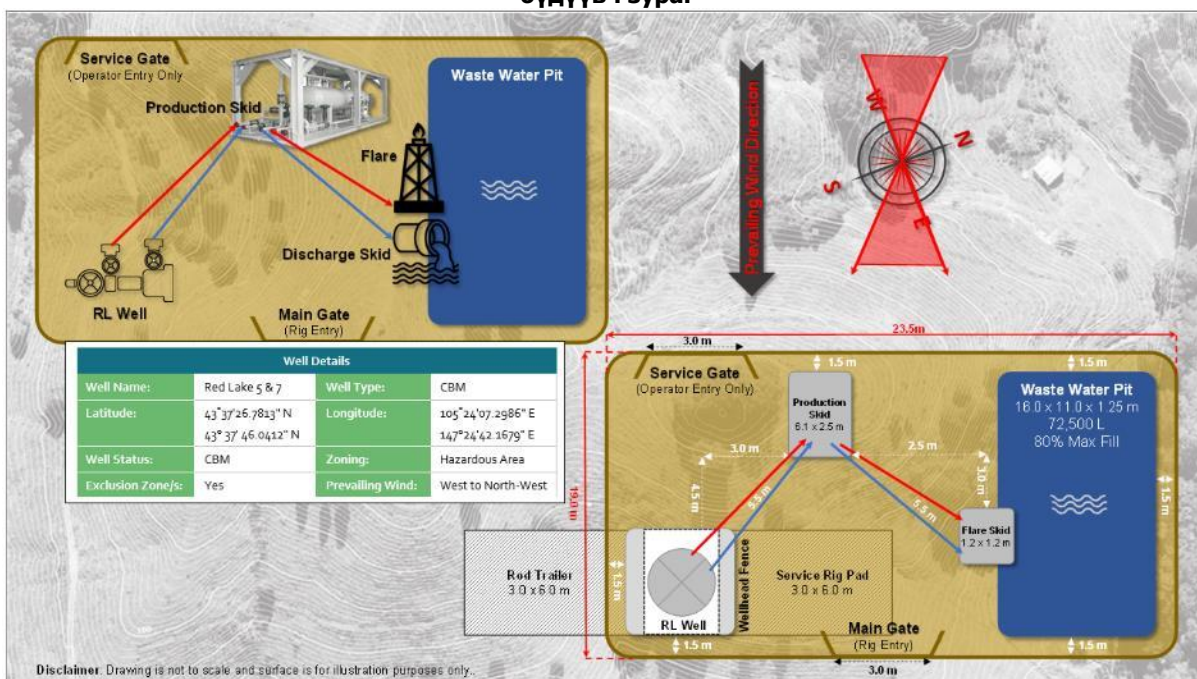 Service Gate
(Operator Entry Only
Production Skid
Waste Water Pit
Flare
Discharge Skid
RL Well
Main Gate
(Rig Entry)
Prevailing Wind Direction
W
N
S
E
Well Details
Well Name: Red Lake 5 & 7 Well Type: CBM
Latitude: 43°37'26.7813" N Longitude: 105°24'07.2986" E
43° 37' 46.0412" N 147°24'42.1679" E
Well Status: CBM Zoning: Hazardous Area
Exclusion Zone/s: Yes Prevailing Wind: West to North-West
23.5m
3.0 m
1.5 m
1.5 m
Service Gate
(Operator Entry Only)
Production
Skid
6.1 x 2.5 m
Waste Water Pit
16.0 x 11.0 x 1.25 m
72,500 L
80% Max Fill
3.0 m
2.5 m
3.0 m
4.5 m
5.5 m
5.5 m
19.0 m
1.5 m
Flare Skid
1.2 x 1.2 m
Rod Trailer
3.0 x 6.0 m
1.5 m
Wellhead Fence
Service Rig Pad
3.0 x 6.0 m
RL Well
1.5 m
Main Gate
(Rig Entry)
1.5 m
3.0 m
Disclaimer. Drawing is not to scale and surface is for illustration purposes only..